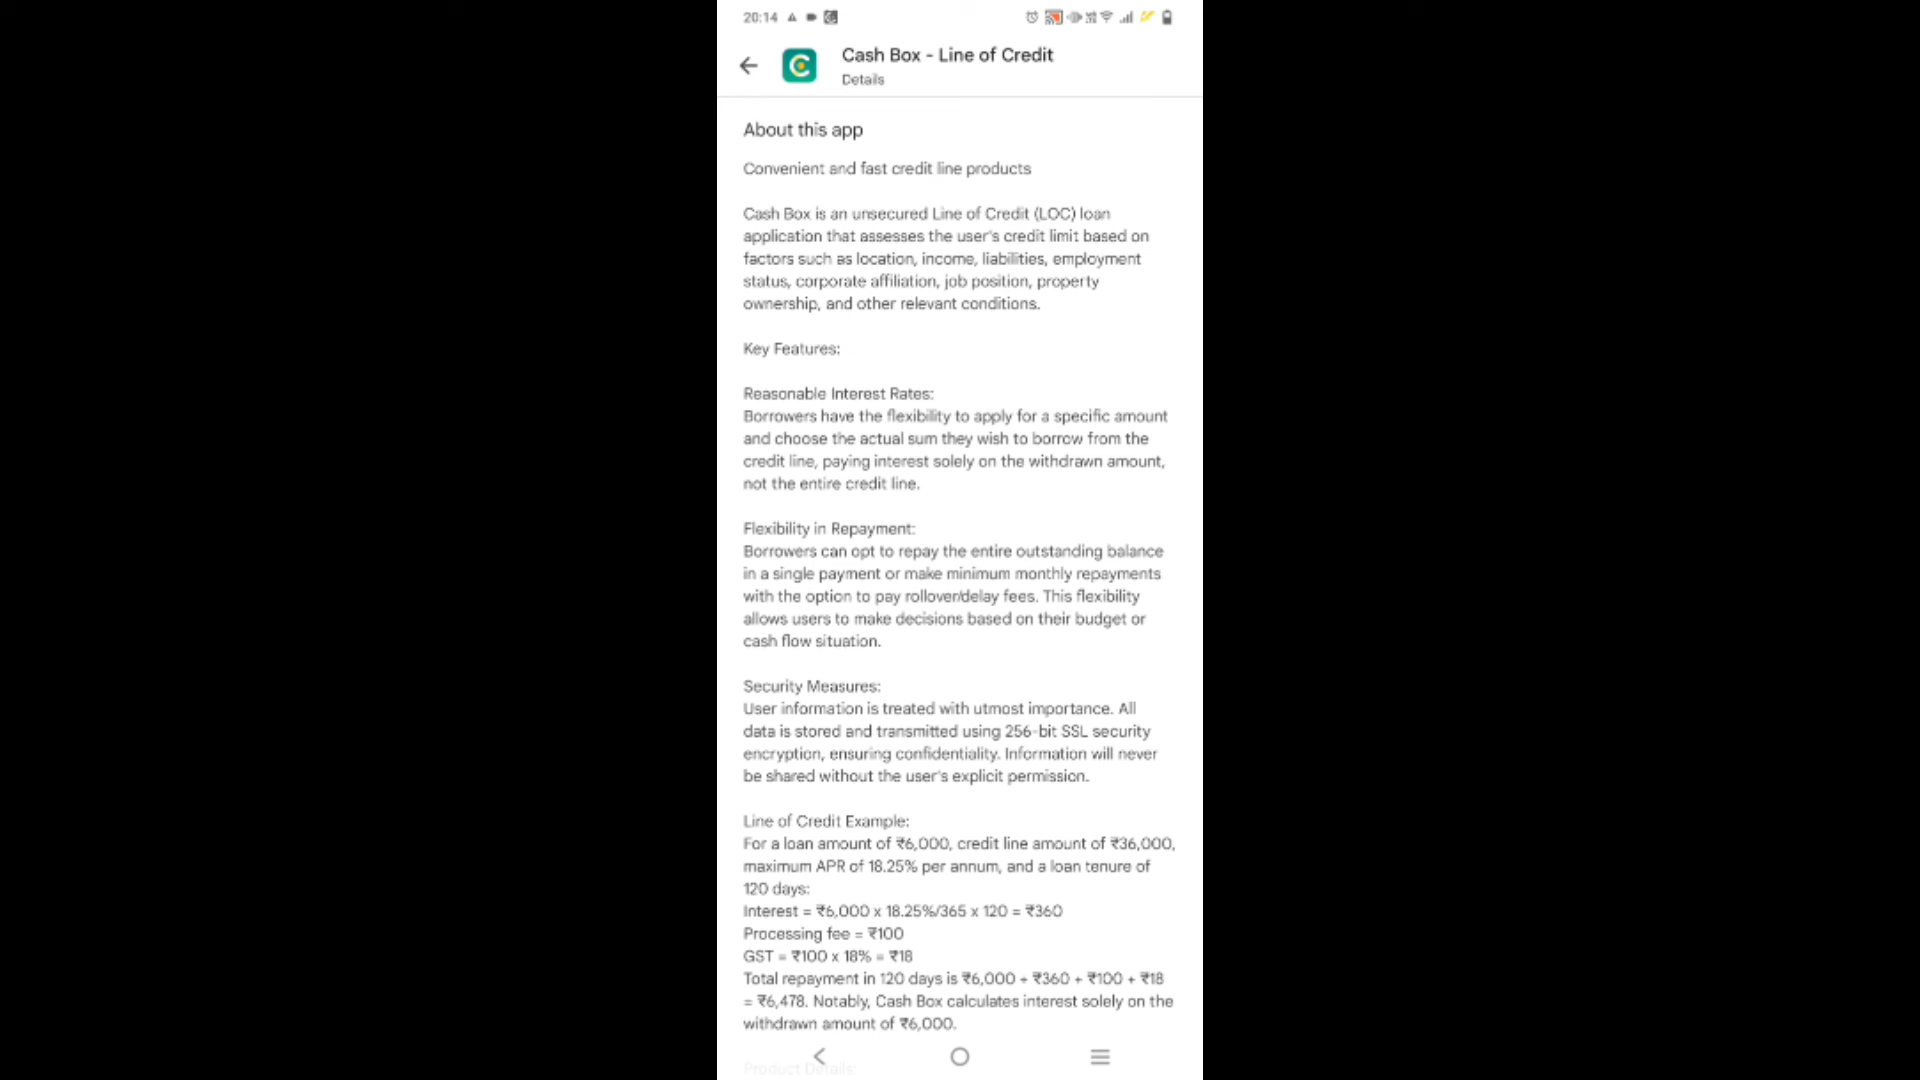 20:14
Cash Box - Line of Credit
Details
About this app
Convenient and fast credit line products
Cash Box is an unsecured Line of Credit (LOC) loan
application that assesses the user's credit limit based on
factors such as location, income, liabilities, employment
status, corporate affiliation, job position, property
ownership, and other relevant conditions.
Key Features:
Reasonable Interest Rates:
Borrowers have the flexibility to apply for a specific amount
and choose the actual sum they wish to borrow from the
credit line, paying interest solely on the withdrawn amount,
not the entire credit line.
Flexibility in Repayment:
Borrowers can opt to repay the entire outstanding balance
in a single payment or make minimum monthly repayments
with the option to pay rollover/delay fees. This flexibility
allows users to make decisions based on their budget or
cash flow situation.
Security Measures:
User information is treated with utmost importance. All
data is stored and transmitted using 256-bit SSL security
encryption, ensuring confidentiality. Information will never
be shared without the user's explicit permission.
Line of Credit Example:
For a loan amount of ₹6,000, credit line amount of ₹36,000,
maximum APR of 18.25% per annum, and a loan tenure of
120 days:
Interest = ₹6,000 x 18.25%/365 x 120 = ₹360
Processing fee = ₹100
GST = ₹100 x 18% = ₹18
Total repayment in 120 days is ₹6,000 + ₹360 + ₹100 + ₹18
= ₹6,478. Notably, Cash Box calculates interest solely on the
withdrawn amount of ₹6,000.
Product Details: